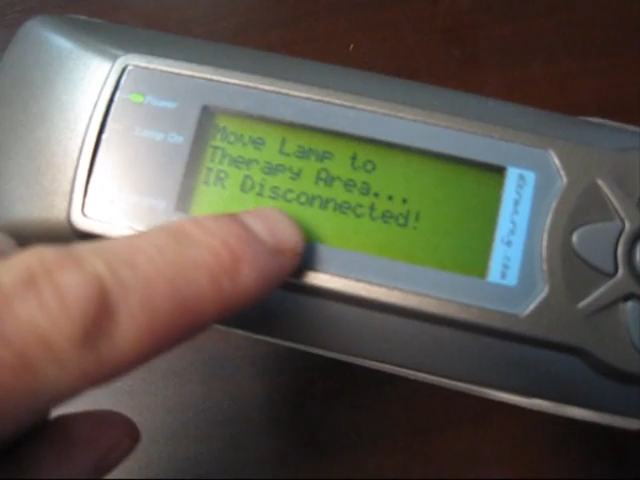 Power
Lamp On
Move Lamp to
Therapy Area...
IR Disconnected!